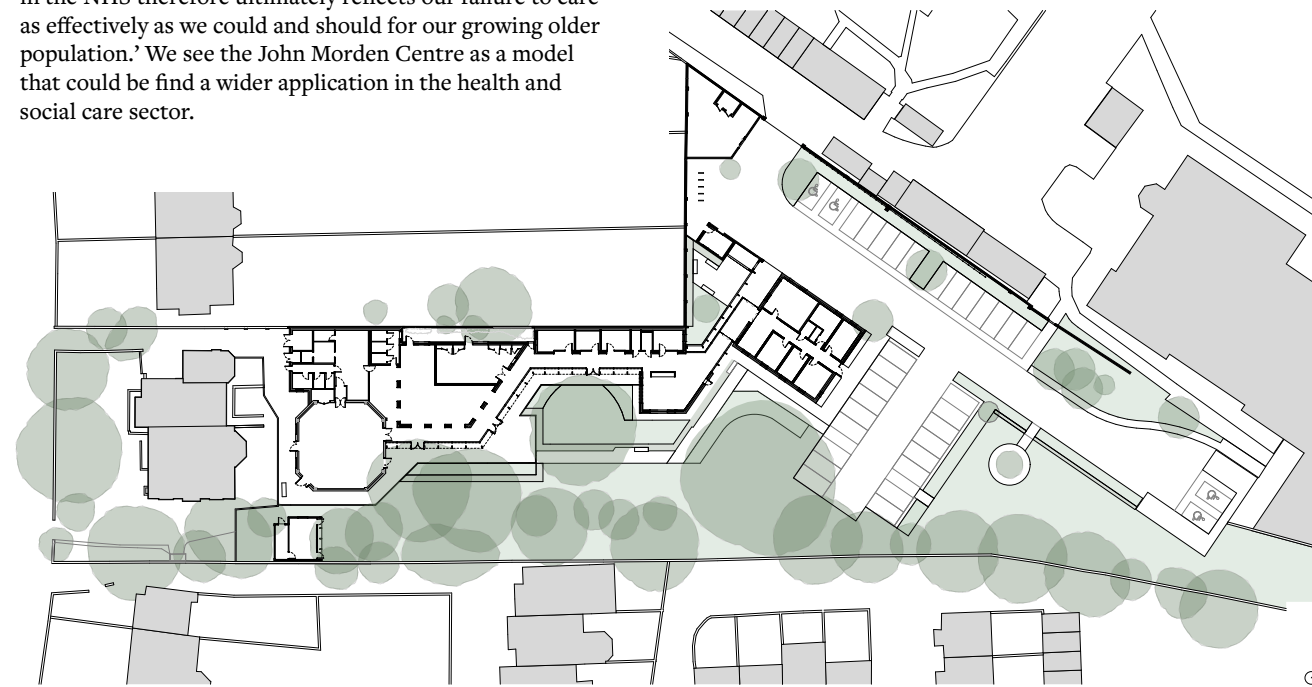 in the NHS therefore ultimately reflects our failure to care
as effectively as we could and should for our growing older
population.’ We see the John Morden Centre as a model
that could be find a wider application in the health and
social care sector.